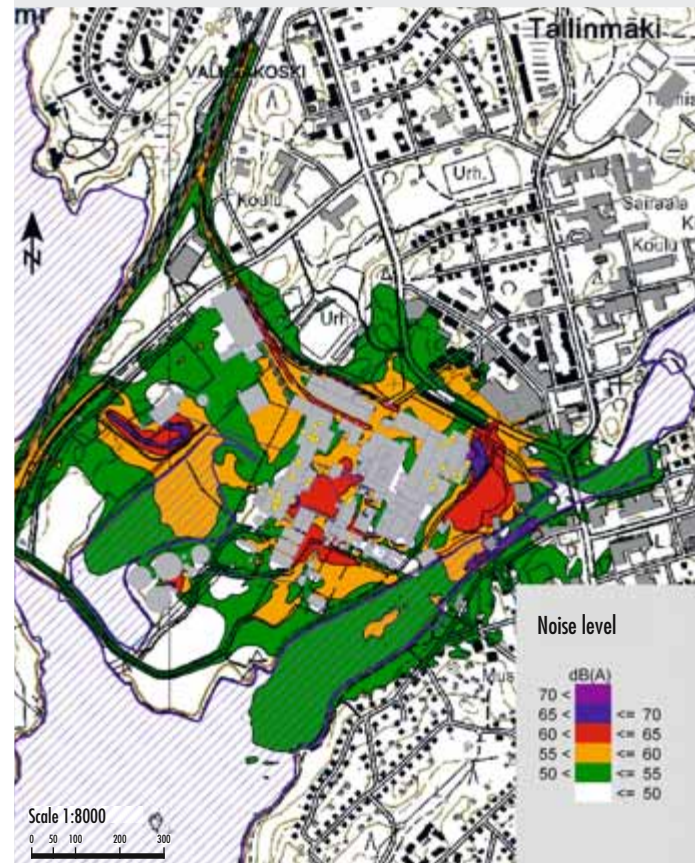 Tallinmäki
VALKEAKOSKI
Urh.
Koulu
Sairaala
Koulu
Urh.
N
Noise level
dB(A)
70 <
65 < <= 70
60 < <= 65
55 < <= 60
50 < <= 55
<= 50
Scale 1:8000
0 50 100 200 300